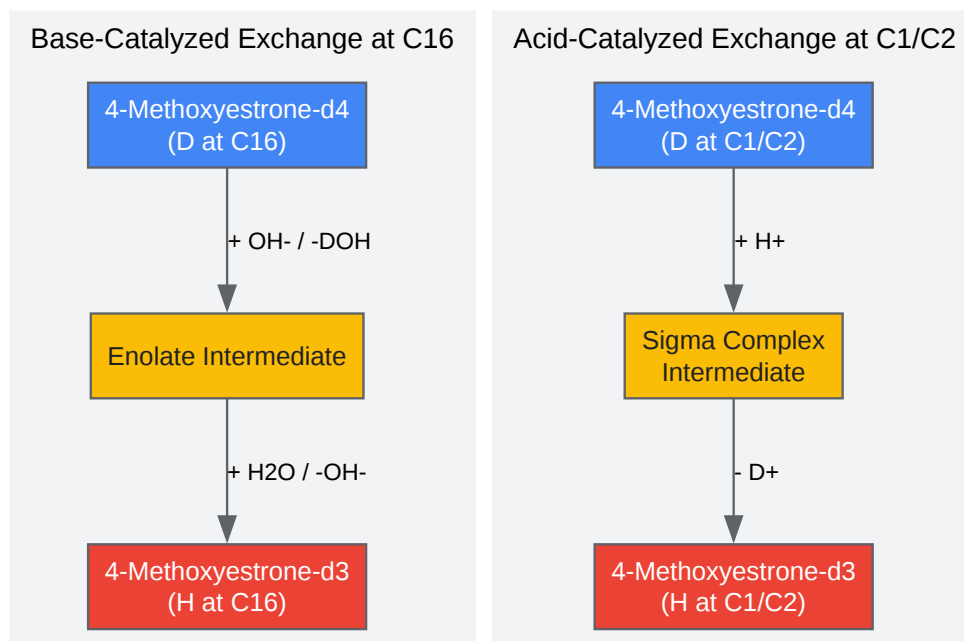 Base-Catalyzed Exchange at C16
4-Methoxyestrone-d4
(D at C16)
+ OH- / -DOH
Enolate Intermediate
+ H2O / -OH-
4-Methoxyestrone-d3
(H at C16)
Acid-Catalyzed Exchange at C1/C2
4-Methoxyestrone-d4
(D at C1/C2)
+ H+
Sigma Complex
Intermediate
- D+
4-Methoxyestrone-d3
(H at C1/C2)